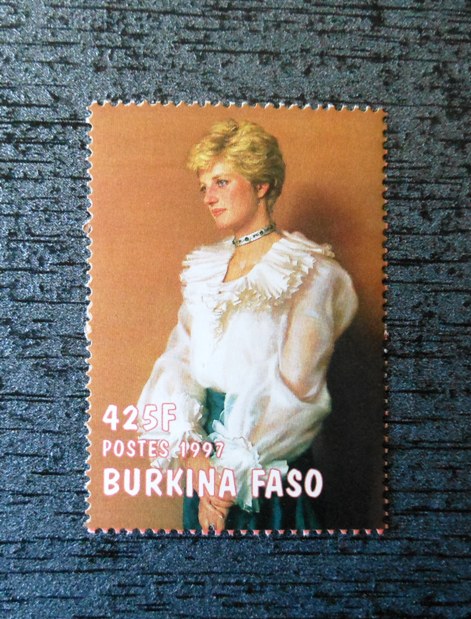 425F
POSTES 1997
BURKINA FASO